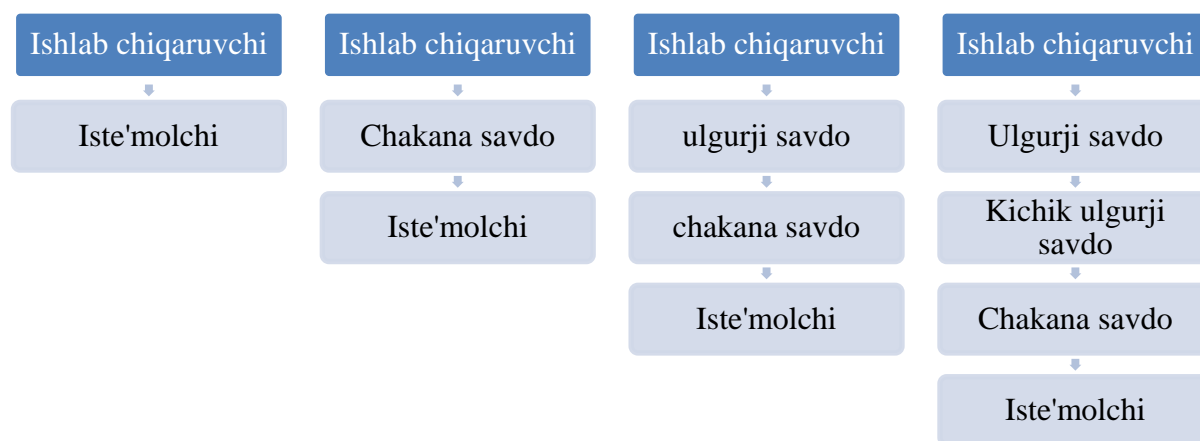 Ishlab chiqaruvchi
Iste'molchi
Ishlab chiqaruvchi
Chakana savdo
Iste'molchi
Ishlab chiqaruvchi
ulgurji savdo
chakana savdo
Iste'molchi
Ishlab chiqaruvchi
Ulgurji savdo
Kichik ulgurji
savdo
Chakana savdo
Iste'molchi